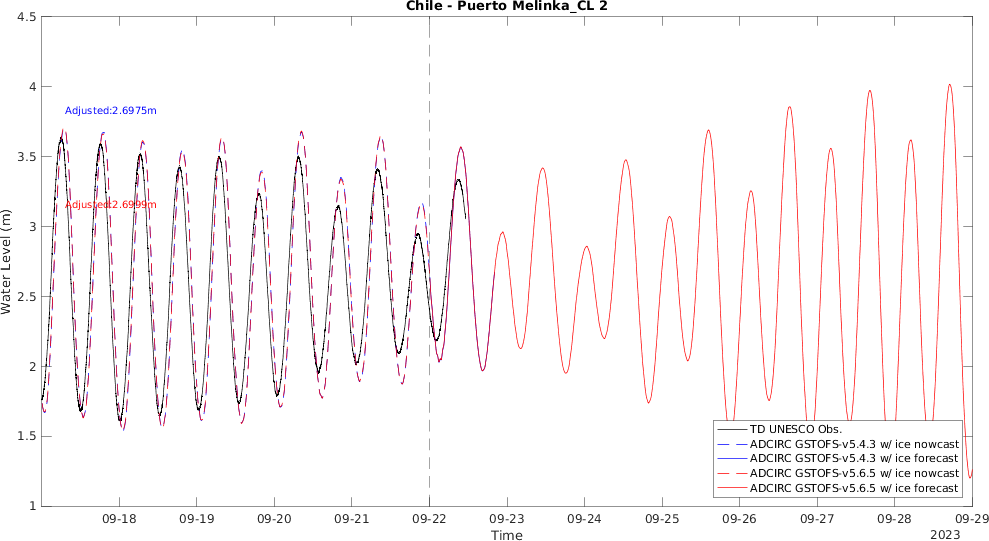 Chile - Puerto Melinka_CL 2
4.5
4
3.5
3
2.5
2
1.5
1
Water Level (m)
Adjusted:2.6975m
Adjusted:2.6999m
TD UNESCO Obs.
ADCIRC GSTOFS-v5.4.3 w/ ice nowcast
ADCIRC GSTOFS-v5.4.3 w/ ice forecast
ADCIRC GSTOFS-v5.6.5 w/ ice nowcast
ADCIRC GSTOFS-v5.6.5 w/ ice forecast
09-18 09-19 09-20 09-21 09-22 09-23 09-24 09-25 09-26 09-27 09-28 09-29
Time
2023